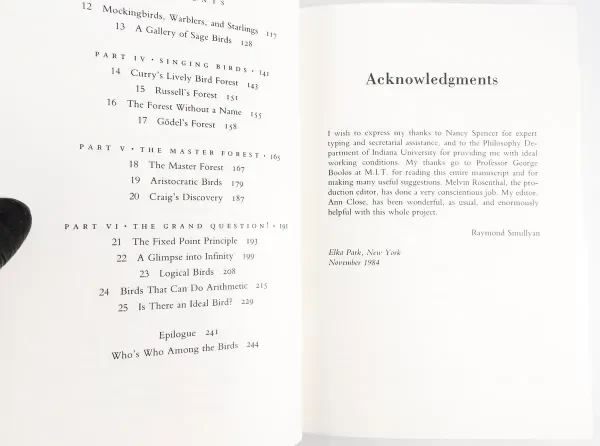 12 Mockingbirds, Warblers, and Starlings 117
13 A Gallery of Sage Birds 128
PART IV • SINGING BIRDS • 141
14 Curry's Lively Bird Forest 143
15 Russell's Forest 151
16 The Forest Without a Name 155
17 Gödel's Forest 158
PART V • THE MASTER FOREST • 165
18 The Master Forest 167
19 Aristocratic Birds 179
20 Craig's Discovery 187
PART VI • THE GRAND QUESTION! • 191
21 The Fixed Point Principle 193
22 A Glimpse into Infinity 199
23 Logical Birds 208
24 Birds That Can Do Arithmetic 215
25 Is There an Ideal Bird? 229
Epilogue 241
Who's Who Among the Birds 244
Acknowledgments
I wish to express my thanks to Nancy Spencer for expert
typing and secretarial assistance, and to the Philosophy De-
partment of Indiana University for providing me with ideal
working conditions. My thanks go to Professor George
Boolos at M.I.T. for reading this entire manuscript and for
making many useful suggestions. Melvin Rosenthal, the pro-
duction editor, has done a very conscientious job. My editor,
Ann Close, has been wonderful, as usual, and enormously
helpful with this whole project.
Raymond Smullyan
Elka Park, New York
November 1984